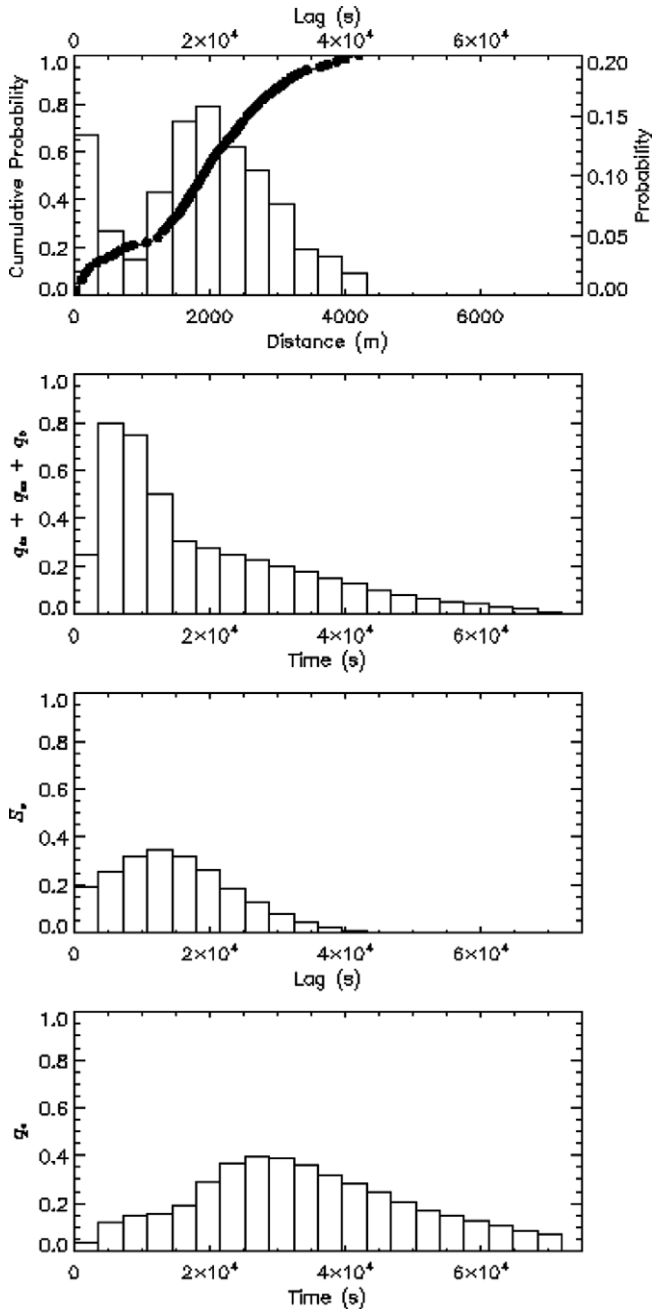 Lag (s)
0 2×10⁴ 4×10⁴ 6×10⁴
Cumulative Probability
1.0
0.8
0.6
0.4
0.2
0.0
0.20
0.15
0.10
0.05
0.00
Probability
0 2000 4000 6000
Distance (m)
1.0
0.8
0.6
0.4
0.2
0.0
0 2×10⁴ 4×10⁴ 6×10⁴
Time (s)
1.0
0.8
0.6
0.4
0.2
0.0
0 2×10⁴ 4×10⁴ 6×10⁴
Lag (s)
1.0
0.8
0.6
0.4
0.2
0.0
0 2×10⁴ 4×10⁴ 6×10⁴
Time (s)